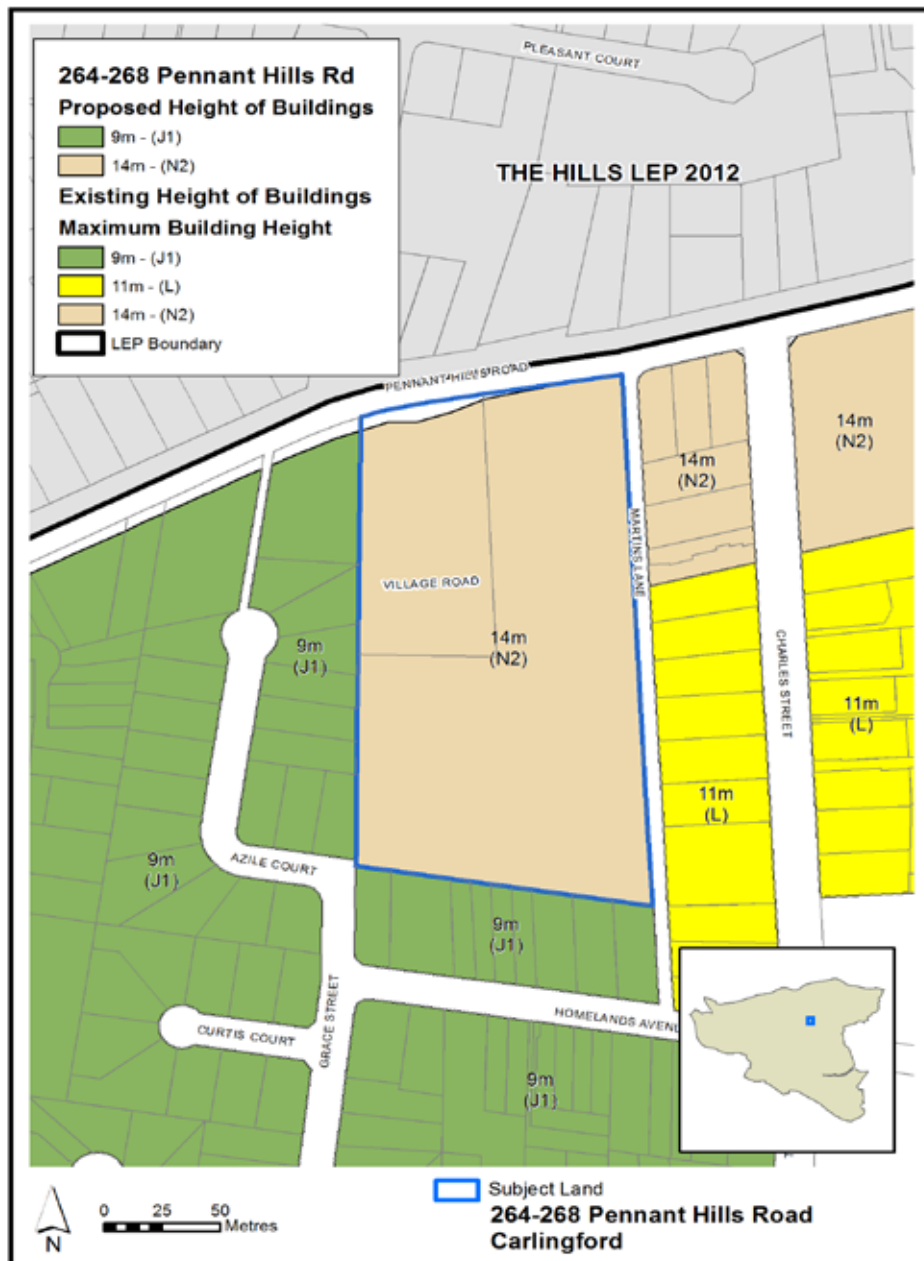 PLEASANT COURT
264-268 Pennant Hills Rd
Proposed Height of Buildings
9m - (J1)
14m - (N2)
Existing Height of Buildings
Maximum Building Height
9m - (J1)
11m - (L)
14m - (N2)
LEP Boundary
THE HILLS LEP 2012
PENNANT HILLS ROAD
14m
(N2)
14m
(N2)
MARTINS LANE
VILLAGE ROAD
14m
(N2)
9m
(J1)
CHARLES STREET
11m
(L)
11m
(L)
9m
(J1)
AZILE COURT
9m
(J1)
GRACE STREET
CURTIS COURT
HOMELANDS AVENU
9m
(J1)
N
0 25 50
Metres
Subject Land
264-268 Pennant Hills Road
Carlingford